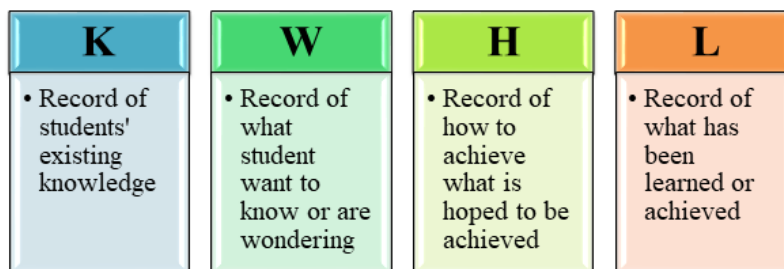 K
• Record of
students'
existing
knowledge
W
• Record of
what
student
want to
know or are
wondering
H
• Record of
how to
achieve
what is
hoped to be
achieved
L
• Record of
what has
been
learned or
achieved